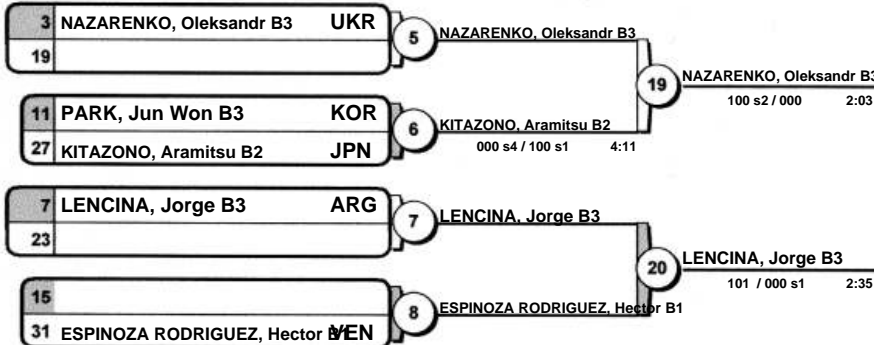 3 NAZARENKO, Oleksandr B3 UKR
19
5
NAZARENKO, Oleksandr B3
11 PARK, Jun Won B3 KOR
27 KITAZONO, Aramitsu B2 JPN
6
KITAZONO, Aramitsu B2
000 s4 / 100 s1 4:11
19
NAZARENKO, Oleksandr B3
100 s2 / 000 2:03
7 LENCINA, Jorge B3 ARG
23
7
LENCINA, Jorge B3
15
31 ESPINOZA RODRIGUEZ, Hector B1 VEN
8
ESPINOZA RODRIGUEZ, Hector B1
20
LENCINA, Jorge B3
101 / 000 s1 2:35